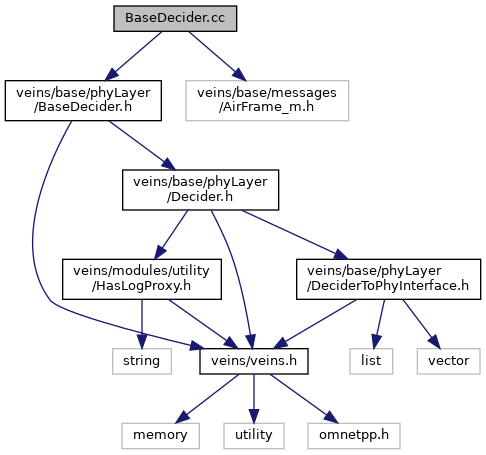 BaseDecider.cc
veins/base/phyLayer
/BaseDecider.h
veins/base/messages
/AirFrame_m.h
veins/base/phyLayer
/Decider.h
veins/modules/utility
/HasLogProxy.h
veins/base/phyLayer
/DeciderToPhyInterface.h
string
veins/veins.h
list
vector
memory
utility
omnetpp.h